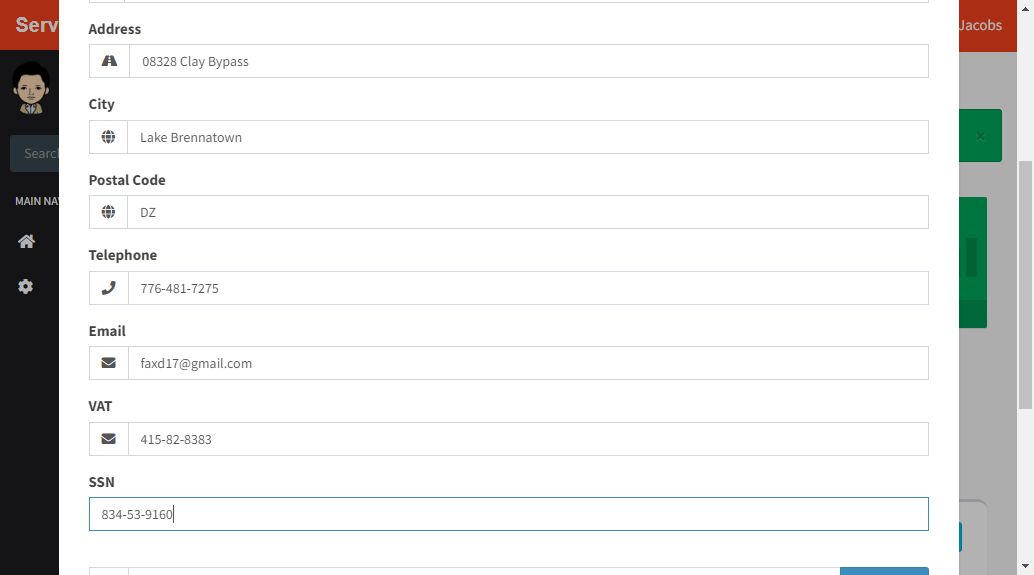 Serv
Jacobs
Search
MAIN NA
Address
08328 Clay Bypass
City
Lake Brennatown
Postal Code
DZ
Telephone
776-481-7275
Email
faxd17@gmail.com
VAT
415-82-8383
SSN
834-53-9160